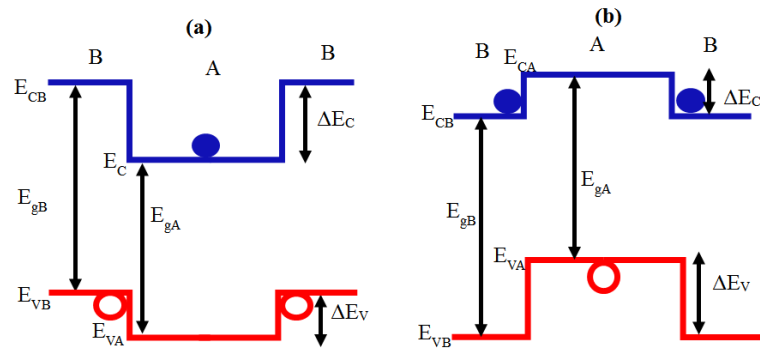 (a)
B
A
B
E_CB
ΔE_C
E_C
E_gB
E_gA
E_VB
E_VA
ΔE_V
(b)
B
E_CA
A
B
E_CB
ΔE_C
E_gA
E_gB
E_VA
ΔE_V
E_VB